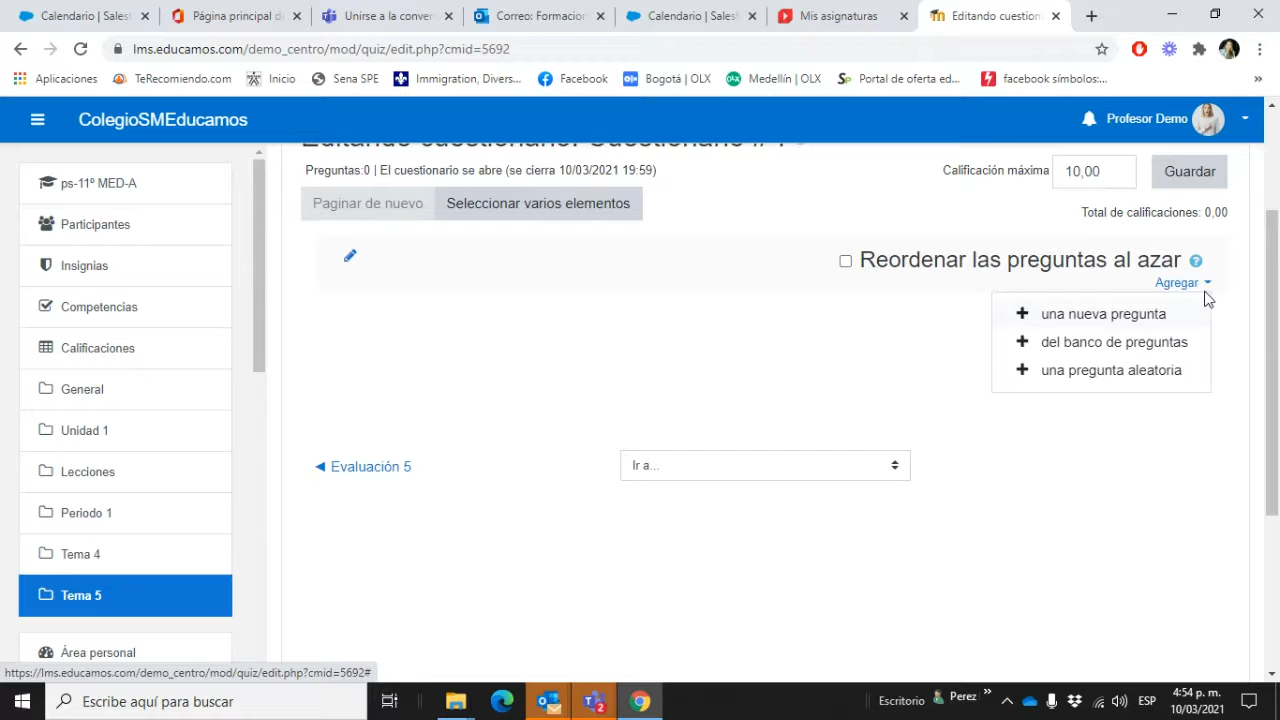 Calendario | Salest
Página principal d
Unirse a la conver
Correo: Formacion
Calendario | Salest
Mis asignaturas
Editando cuestion
lms.educamos.com/demo_centro/mod/quiz/edit.php?cmid=5692
Aplicaciones
TeRecomiendo.com
Inicio
Sena SPE
Immigration, Divers...
Facebook
Bogotá | OLX
Medellín | OLX
Portal de oferta ed...
facebook símbolos:...
»
ColegioSMEducamos
Profesor Demo
Preguntas:0 | El cuestionario se abre (se cierra 10/03/2021 19:59)
Calificación máxima
10,00
Guardar
Total de calificaciones: 0,00
Paginar de nuevo
Seleccionar varios elementos
Reordenar las preguntas al azar
Agregar
una nueva pregunta
del banco de preguntas
una pregunta aleatoria
Evaluación 5
Ir a...
ps-11º MED-A
Participantes
Insignias
Competencias
Calificaciones
General
Unidad 1
Lecciones
Periodo 1
Tema 4
Tema 5
Área personal
https://lms.educamos.com/demo_centro/mod/quiz/edit.php?cmid=5692#
Escribe aquí para buscar
Escritorio
Perez
»
ESP
4:54 p. m.
10/03/2021